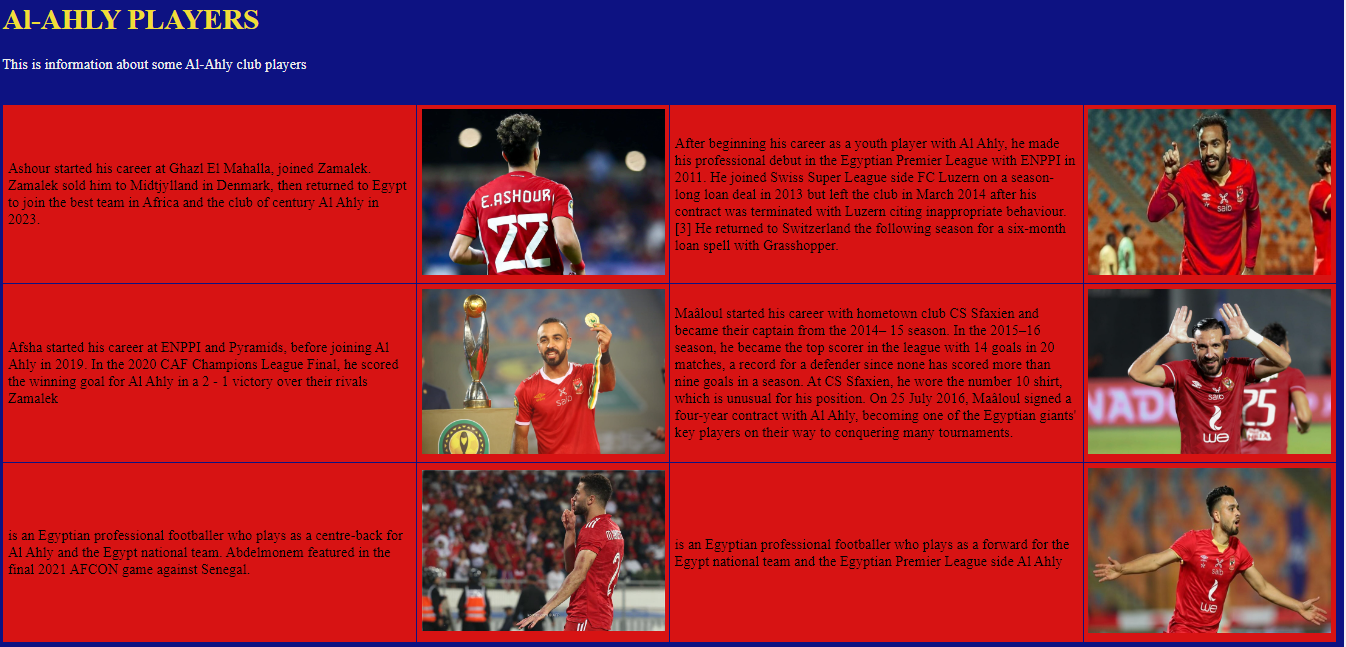 Al-AHLY PLAYERS
This is information about some Al-Ahly club players
Ashour started his career at Ghazl El Mahalla, joined Zamalek.
Zamalek sold him to Midtjylland in Denmark, then returned to Egypt
to join the best team in Africa and the club of century Al Ahly in
2023.
E.ASHOUR
22
After beginning his career as a youth player with Al Ahly, he made
his professional debut in the Egyptian Premier League with ENPPI in
2011. He joined Swiss Super League side FC Luzern on a season-
long loan deal in 2013 but left the club in March 2014 after his
contract was terminated with Luzern citing inappropriate behaviour.
[3] He returned to Switzerland the following season for a six-month
loan spell with Grasshopper.
saib
Afsha started his career at ENPPI and Pyramids, before joining Al
Ahly in 2019. In the 2020 CAF Champions League Final, he scored
the winning goal for Al Ahly in a 2 - 1 victory over their rivals
Zamalek
saib
Maâloul started his career with hometown club CS Sfaxien and
became their captain from the 2014– 15 season. In the 2015–16
season, he became the top scorer in the league with 14 goals in 20
matches, a record for a defender since none has scored more than
nine goals in a season. At CS Sfaxien, he wore the number 10 shirt,
which is unusual for his position. On 25 July 2016, Maâloul signed a
four-year contract with Al Ahly, becoming one of the Egyptian giants'
key players on their way to conquering many tournaments.
saib
we
25
is an Egyptian professional footballer who plays as a centre-back for
Al Ahly and the Egypt national team. Abdelmonem featured in the
final 2021 AFCON game against Senegal.
is an Egyptian professional footballer who plays as a forward for the
Egypt national team and the Egyptian Premier League side Al Ahly
saib
we